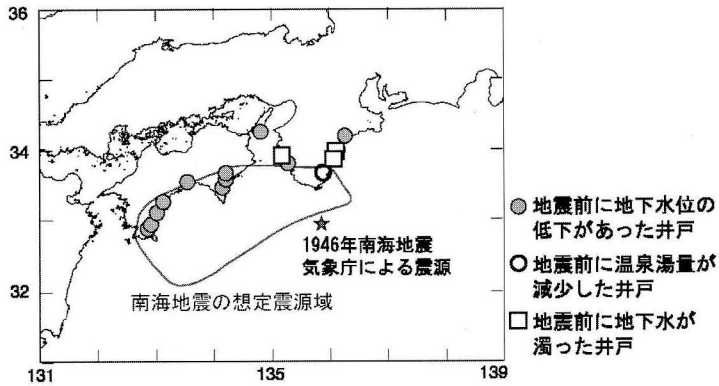 36
34
32
131
135
139
1946年南海地震
気象庁による震源
南海地震の想定震源域
地震前に地下水位の
低下があった井戸
地震前に温泉湯量が
減少した井戸
地震前に地下水が
濁った井戸